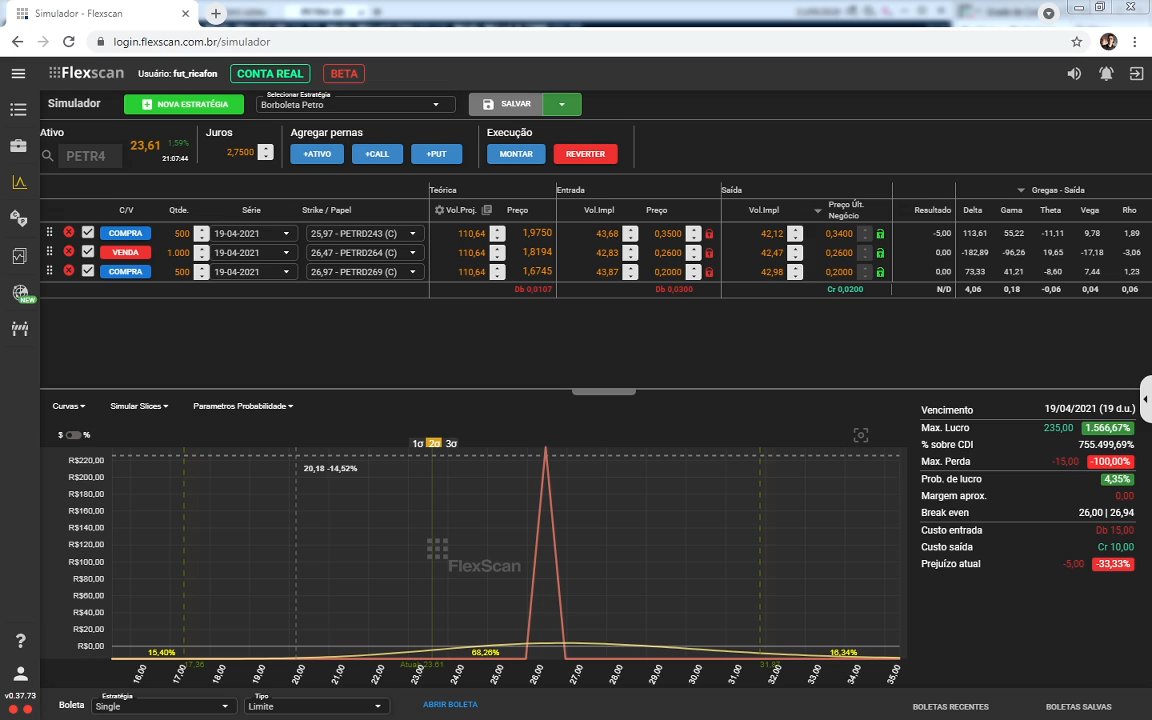 Simulador - Flexscan
login.flexscan.com.br/simulador
Flexscan Usuário: fut_ricafon CONTA REAL BETA
Simulador NOVA ESTRATÉGIA Selecionar Estratégia Borboleta Petro SALVAR
Ativo Juros Agregar pernas Execução
PETR4 23,61 1,59% 21:07:44 2,7500 +ATIVO +CALL +PUT MONTAR REVERTER
Teórica Entrada Saída Gregas - Saída
C/V Qtde. Série Strike / Papel Vol.Proj. Preço Vol.Impl Preço Vol.Impl Preço Últ. Negócio Resultado Delta Gama Theta Vega Rho
COMPRA 500 19-04-2021 25,97 - PETRD243 (C) 110,64 1,9750 43,68 0,3500 42,12 0,3400 -5,00 113,61 55,22 -11,11 9,78 1,89
VENDA 1.000 19-04-2021 26,47 - PETRD264 (C) 110,64 1,8194 42,83 0,2600 42,47 0,2600 0,00 -182,89 -96,26 19,65 -17,18 -3,06
COMPRA 500 19-04-2021 26,97 - PETRD269 (C) 110,64 1,6745 43,87 0,2000 42,98 0,2000 0,00 73,33 41,21 -8,60 7,44 1,23
Db 0,0107 Db 0,0300 Cr 0,0200 N/D 4,06 0,18 -0,06 0,04 0,06
NEW
Curvas Simular Slices Parametros Probabilidade
$ %
1σ 2σ 3σ
R$220,00
R$200,00
R$180,00
R$160,00
R$140,00
R$120,00
R$100,00
R$80,00
R$60,00
R$40,00
R$20,00
R$0,00
20,18 -14,52%
FlexScan
15,40% 68,26% 16,34%
17,36 Atual: 23.61
16,00 17,00 18,00 19,00 20,00 21,00 22,00 23,00 24,00 25,00 26,00 27,00 28,00 29,00 30,00 31,00 32,00 33,00 34,00 35,00
Vencimento 19/04/2021 (19 d.u.)
Max. Lucro 235,00 1.566,67%
% sobre CDI 755.499,69%
Max. Perda -15,00 -100,00%
Prob. de lucro 4,35%
Margem aprox. 0,00
Break even 26,00 | 26,94
Custo entrada Db 15,00
Custo saída Cr 10,00
Prejuízo atual -5,00 -33,33%
v0.37.73
Boleta Estratégia Single Tipo Limite ABRIR BOLETA BOLETAS RECENTES BOLETAS SALVAS